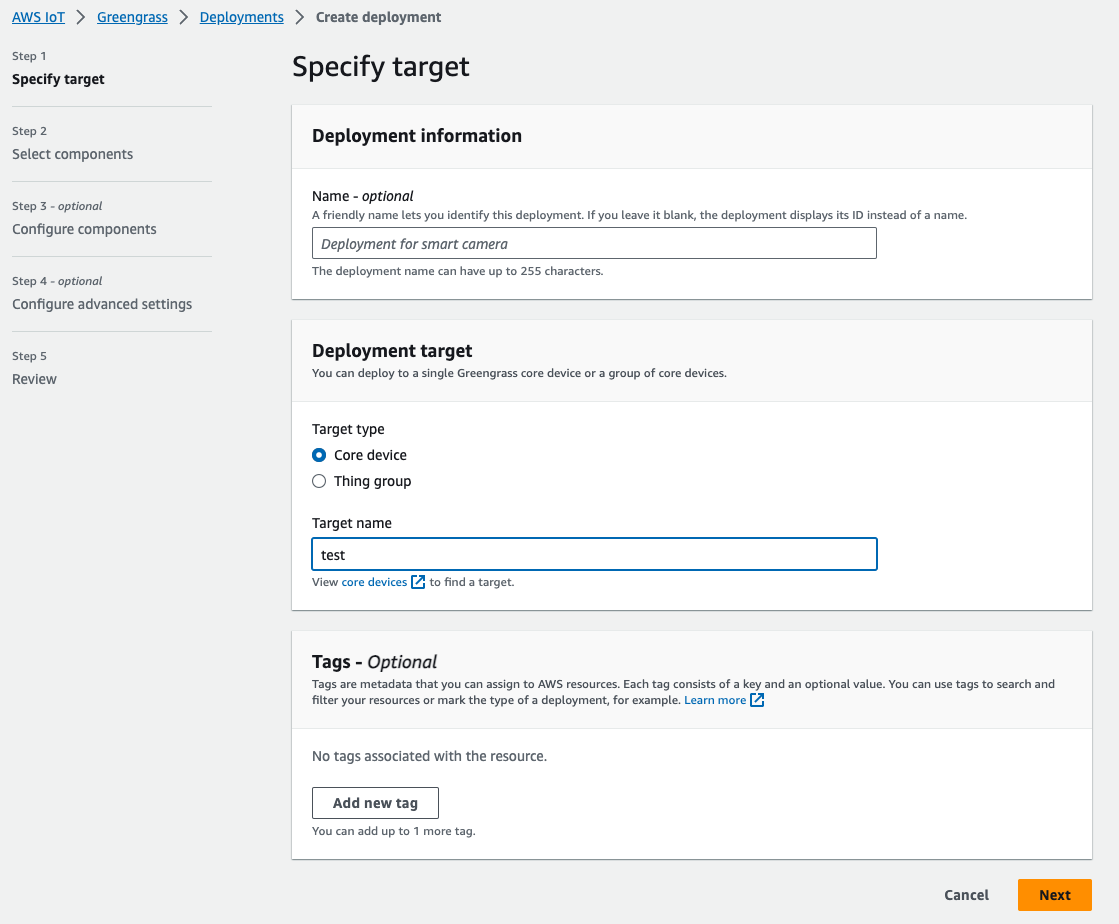 AWS IoT > Greengrass > Deployments > Create deployment
Step 1
Specify target
Step 2
Select components
Step 3 - optional
Configure components
Step 4 - optional
Configure advanced settings
Step 5
Review
Specify target
Deployment information
Name - optional
A friendly name lets you identify this deployment. If you leave it blank, the deployment displays its ID instead of a name.
Deployment for smart camera
The deployment name can have up to 255 characters.
Deployment target
You can deploy to a single Greengrass core device or a group of core devices.
Target type
Core device
Thing group
Target name
test
View core devices to find a target.
Tags - Optional
Tags are metadata that you can assign to AWS resources. Each tag consists of a key and an optional value. You can use tags to search and
filter your resources or mark the type of a deployment, for example. Learn more
No tags associated with the resource.
Add new tag
You can add up to 1 more tag.
Cancel
Next